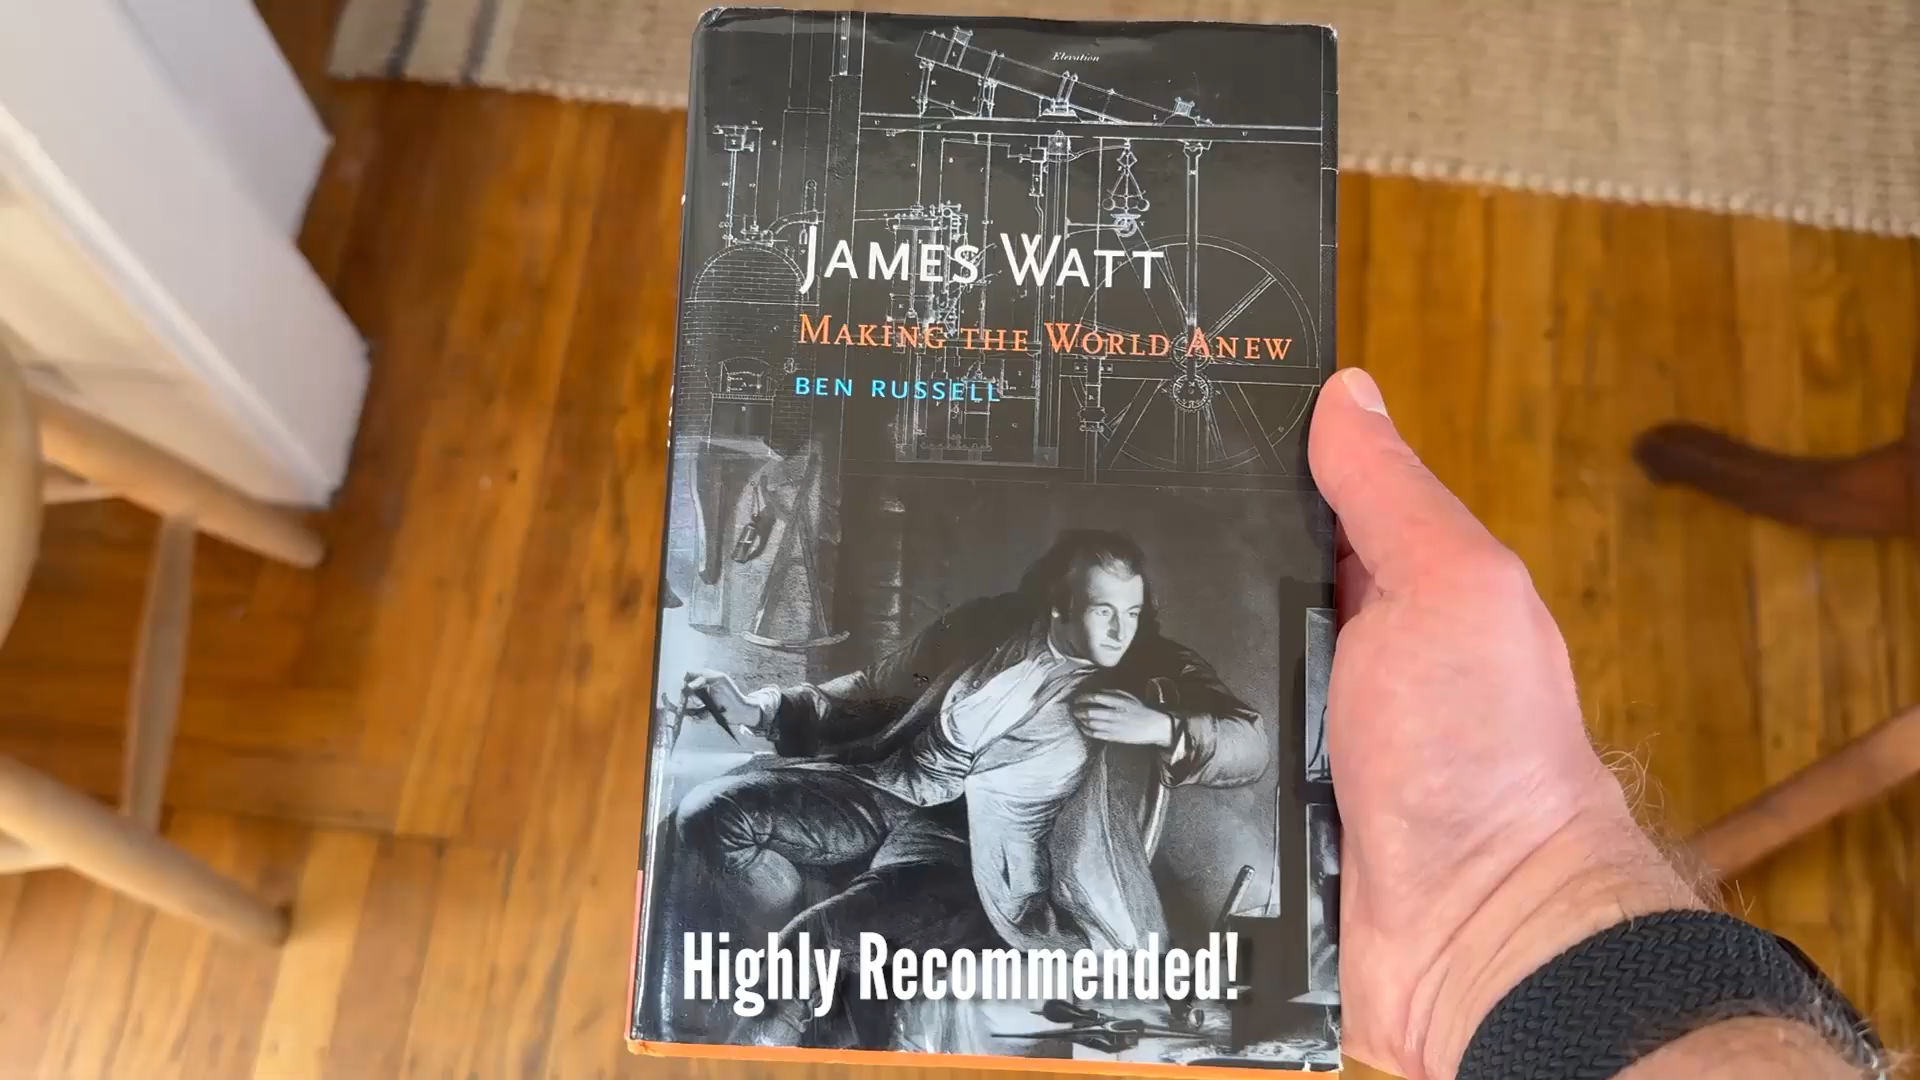 Elevation
JAMES WATT
MAKING THE WORLD ANEW
BEN RUSSELL
Highly Recommended!